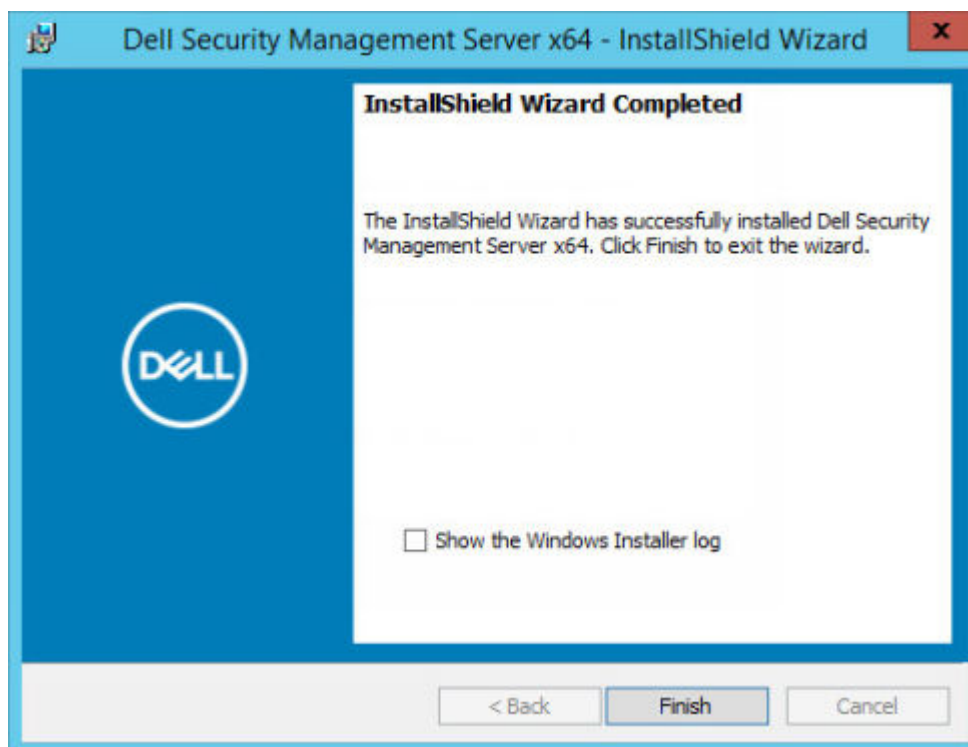 Dell Security Management Server x64 - InstallShield Wizard
x
InstallShield Wizard Completed
The InstallShield Wizard has successfully installed Dell Security
Management Server x64. Click Finish to exit the wizard.
DELL
Show the Windows Installer log
< Back
Finish
Cancel